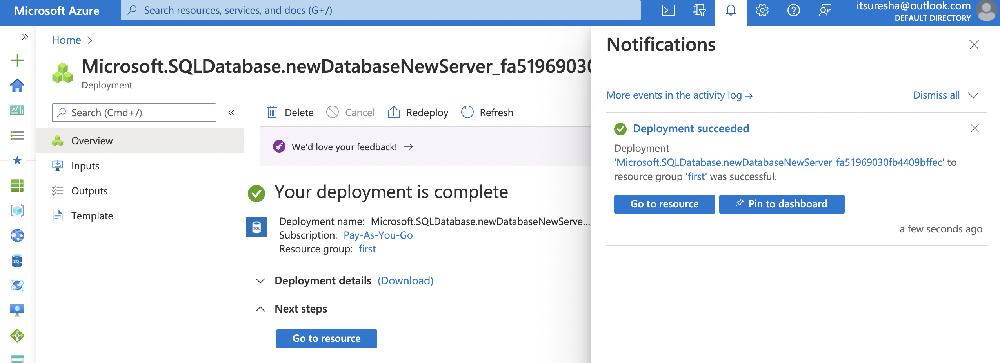 Microsoft Azure
Search resources, services, and docs (G+/)
itsuresha@outlook.com
DEFAULT DIRECTORY
Home
Microsoft.SQLDatabase.newDatabaseNewServer_fa51969030
Deployment
Search (Cmd+/)
Overview
Inputs
Outputs
Template
Delete
Cancel
Redeploy
Refresh
We'd love your feedback! →
Your deployment is complete
SQL
Deployment name: Microsoft.SQLDatabase.newDatabaseNewServe...
Subscription: Pay-As-You-Go
Resource group: first
Deployment details (Download)
Next steps
Go to resource
SQL
Notifications
More events in the activity log →
Dismiss all
Deployment succeeded
Deployment
'Microsoft.SQLDatabase.newDatabaseNewServer_fa51969030fb4409bffec' to
resource group 'first' was successful.
Go to resource
Pin to dashboard
a few seconds ago